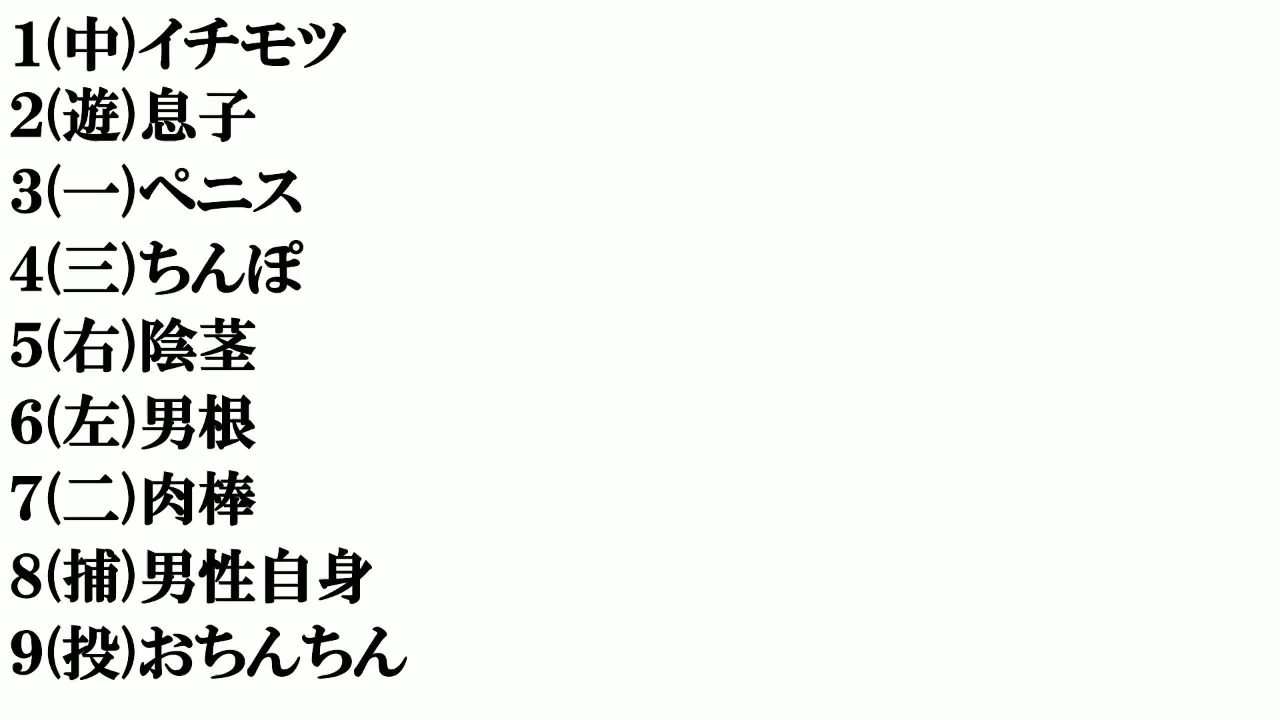 1(中)イチモツ
2(遊)息子
3(一)ペニス
4(三)ちんぽ
5(右)陰茎
6(左)男根
7(二)肉棒
8(捕)男性自身
9(投)おちんちん